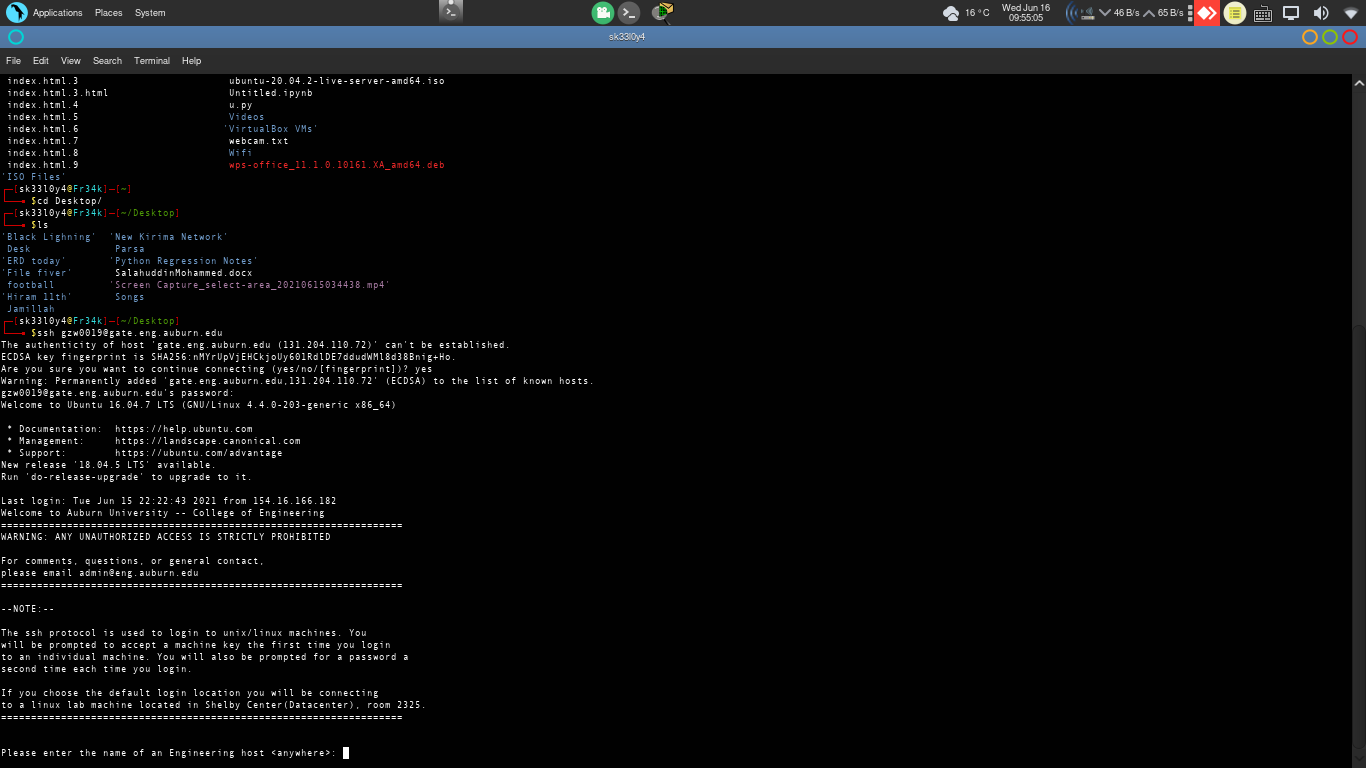 Applications Places System
16 °C
Wed Jun 16
09:55:05
46 B/s 65 B/s
sk33l0y4
File Edit View Search Terminal Help
index.html.3 ubuntu-20.04.2-live-server-amd64.iso
index.html.3.html Untitled.ipynb
index.html.4 u.py
index.html.5 Videos
index.html.6 'VirtualBox VMs'
index.html.7 webcam.txt
index.html.8 Wifi
index.html.9 wps-office_11.1.0.10161.XA_amd64.deb
'ISO Files'
┌─[sk33l0y4@Fr34k]─[~]
└──╼ $cd Desktop/
┌─[sk33l0y4@Fr34k]─[~/Desktop]
└──╼ $ls
'Black Lighning' 'New Kirima Network'
Desk Parsa
'ERD today' 'Python Regression Notes'
'File fiver' SalahuddinMohammed.docx
football 'Screen Capture_select-area_20210615034438.mp4'
'Hiram 11th' Songs
Jamillah
┌─[sk33l0y4@Fr34k]─[~/Desktop]
└──╼ $ssh gzw0019@gate.eng.auburn.edu
The authenticity of host 'gate.eng.auburn.edu (131.204.110.72)' can't be established.
ECDSA key fingerprint is SHA256:nMYrUpVjEHCkjoUy601RdlDE7ddudWMl8d38Bnig+Ho.
Are you sure you want to continue connecting (yes/no/[fingerprint])? yes
Warning: Permanently added 'gate.eng.auburn.edu,131.204.110.72' (ECDSA) to the list of known hosts.
gzw0019@gate.eng.auburn.edu's password:
Welcome to Ubuntu 16.04.7 LTS (GNU/Linux 4.4.0-203-generic x86_64)
* Documentation: https://help.ubuntu.com
* Management: https://landscape.canonical.com
* Support: https://ubuntu.com/advantage
New release '18.04.5 LTS' available.
Run 'do-release-upgrade' to upgrade to it.
Last login: Tue Jun 15 22:22:43 2021 from 154.16.166.182
Welcome to Auburn University -- College of Engineering
===================================================================
WARNING: ANY UNAUTHORIZED ACCESS IS STRICTLY PROHIBITED
For comments, questions, or general contact,
please email admin@eng.auburn.edu
===================================================================
--NOTE:--
The ssh protocol is used to login to unix/linux machines. You
will be prompted to accept a machine key the first time you login
to an individual machine. You will also be prompted for a password a
second time each time you login.
If you choose the default login location you will be connecting
to a linux lab machine located in Shelby Center(Datacenter), room 2325.
===================================================================
Please enter the name of an Engineering host <anywhere>: